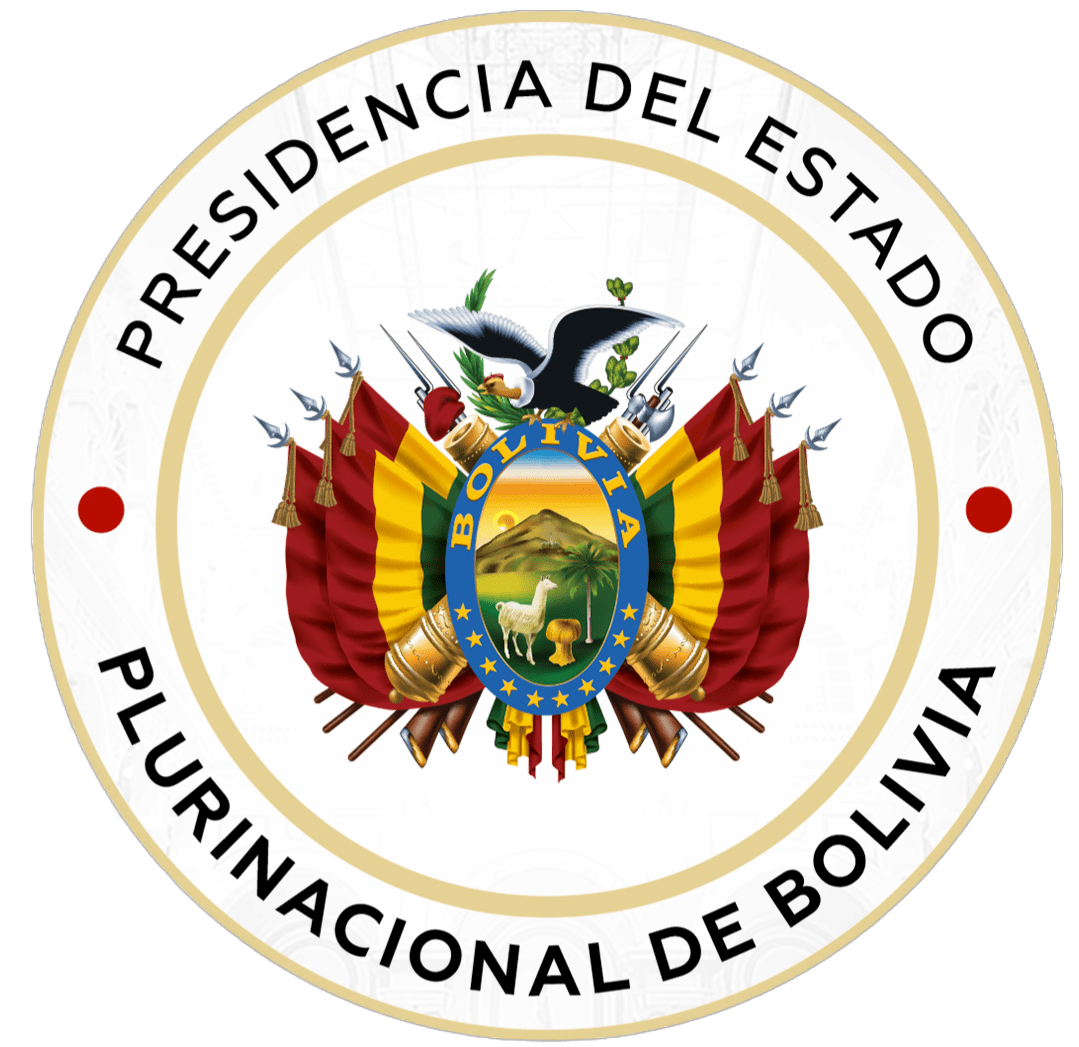 PRESIDENCIA DEL ESTADO
BOLIVIA
PLURINACIONAL DE BOLIVIA